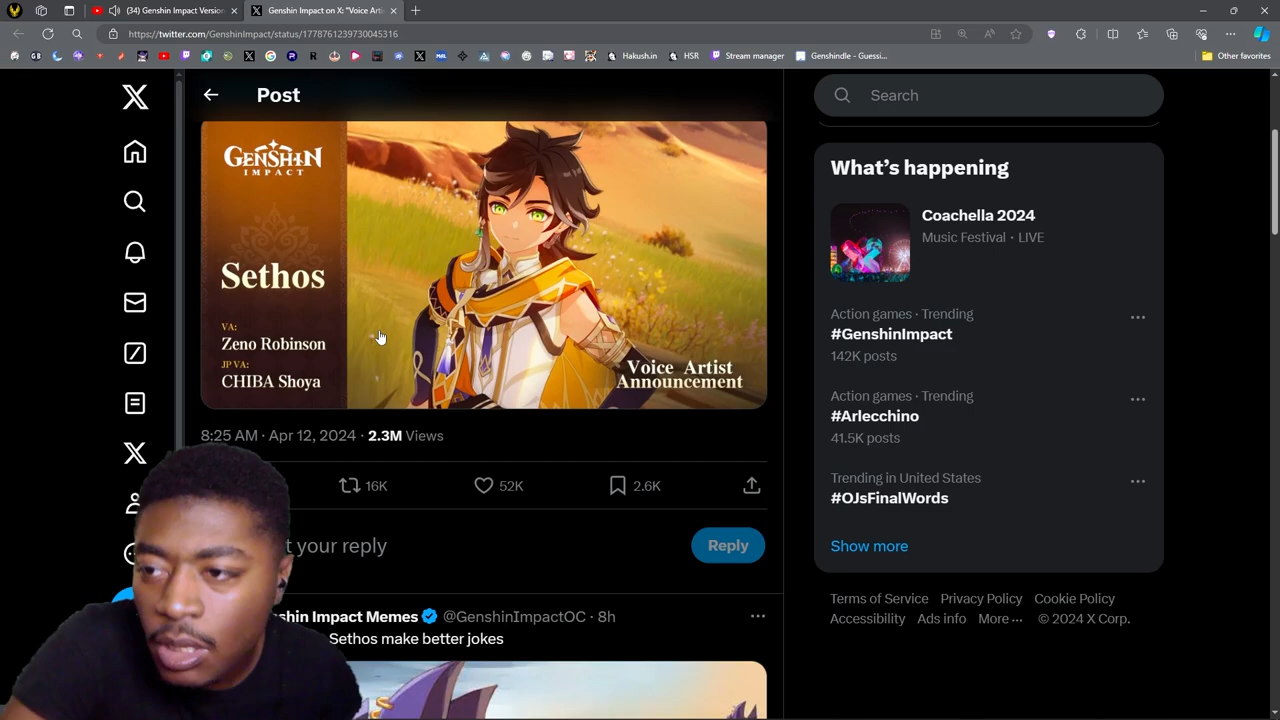 (34) Genshin Impact Version
Genshin Impact on X: "Voice Arti
https://twitter.com/GenshinImpact/status/1778761239730045316
Hakush.in
HSR
Stream manager
Genshindle - Guessi...
Other favorites
Post
Search
GENSHIN
IMPACT
Sethos
VA:
Zeno Robinson
JP VA:
CHIBA Shoya
Voice Artist
Announcement
8:25 AM · Apr 12, 2024 · 2.3M Views
16K
52K
2.6K
t your reply
Reply
shin Impact Memes @GenshinImpactOC · 8h
Sethos make better jokes
What's happening
Coachella 2024
Music Festival · LIVE
Action games · Trending
#GenshinImpact
142K posts
Action games · Trending
#Arlecchino
41.5K posts
Trending in United States
#OJsFinalWords
Show more
Terms of Service Privacy Policy Cookie Policy
Accessibility Ads info More ··· © 2024 X Corp.